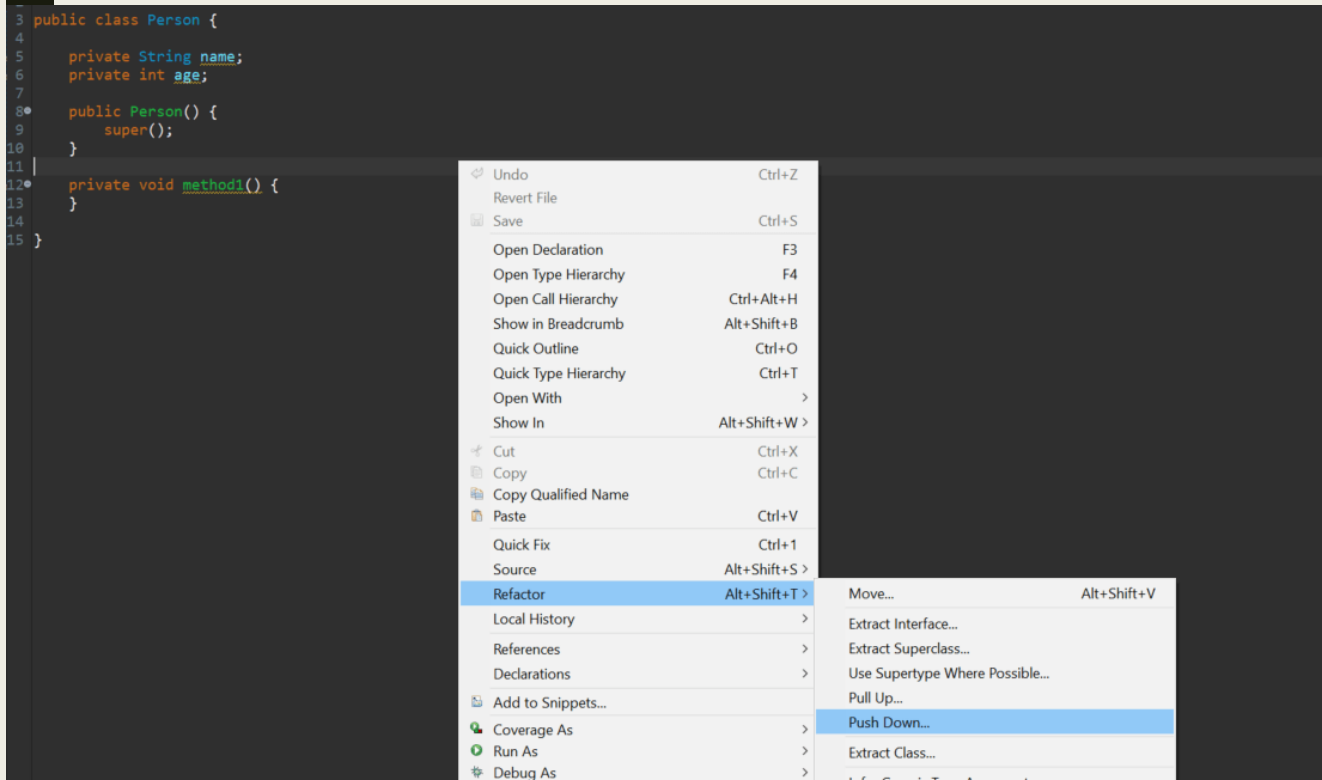 3 public class Person {
4
5 private String name;
6 private int age;
7
8 public Person() {
9 super();
10 }
11
12 private void method1() {
13 }
14
15 }
Undo Ctrl+Z
Revert File
Save Ctrl+S
Open Declaration F3
Open Type Hierarchy F4
Open Call Hierarchy Ctrl+Alt+H
Show in Breadcrumb Alt+Shift+B
Quick Outline Ctrl+O
Quick Type Hierarchy Ctrl+T
Open With >
Show In Alt+Shift+W >
Cut Ctrl+X
Copy Ctrl+C
Copy Qualified Name
Paste Ctrl+V
Quick Fix Ctrl+1
Source Alt+Shift+S >
Refactor Alt+Shift+T >
Local History >
References >
Declarations >
Add to Snippets...
Coverage As >
Run As >
Debug As >
Move... Alt+Shift+V
Extract Interface...
Extract Superclass...
Use Supertype Where Possible...
Pull Up...
Push Down...
Extract Class...